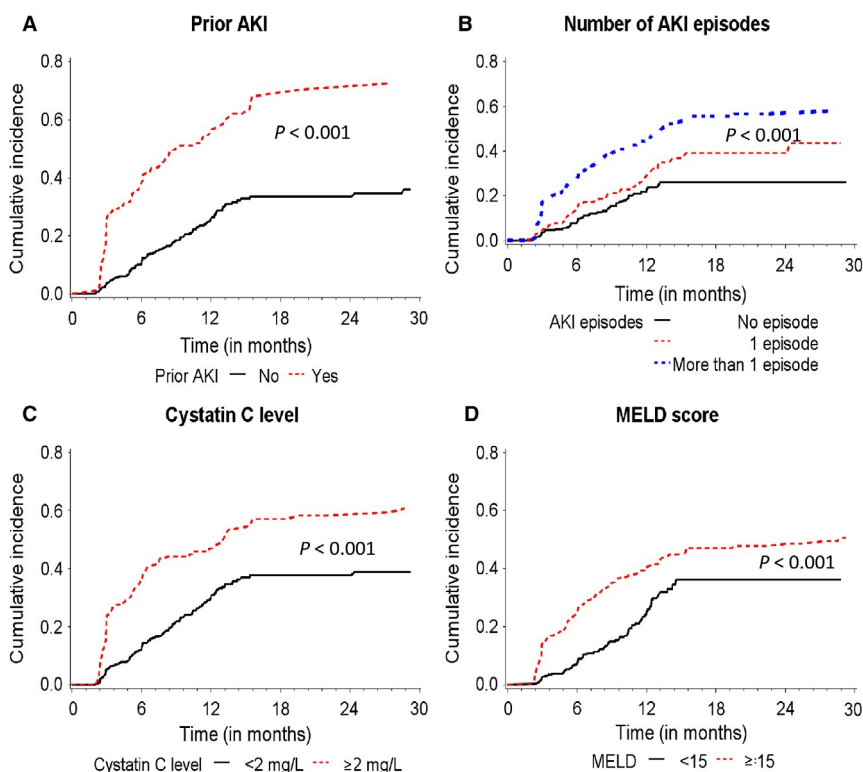 A Prior AKI
Cumulative incidence
0.8
0.6
0.4
0.2
0.0
P < 0.001
0 6 12 18 24 30
Time (in months)
Prior AKI No Yes
B Number of AKI episodes
Cumulative incidence
0.8
0.6
0.4
0.2
0.0
P < 0.001
0 6 12 18 24 30
Time (in months)
AKI episodes No episode
1 episode
More than 1 episode
C Cystatin C level
Cumulative incidence
0.8
0.6
0.4
0.2
0.0
P < 0.001
0 6 12 18 24 30
Time (in months)
Cystatin C level <2 mg/L ≥2 mg/L
D MELD score
Cumulative incidence
0.8
0.6
0.4
0.2
0.0
P < 0.001
0 6 12 18 24 30
Time (in months)
MELD <15 ≥:15